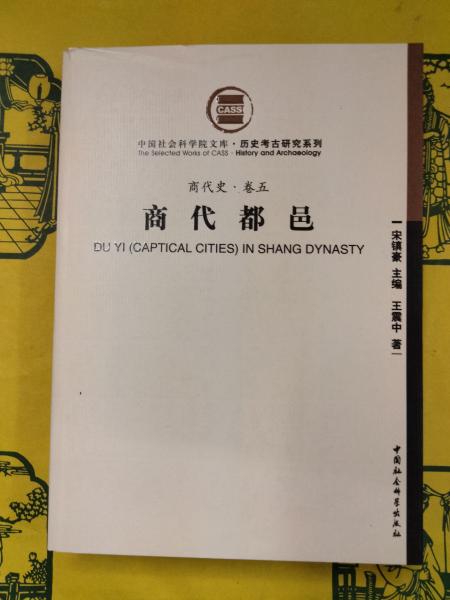 CASS
中国社会科学院文库·历史考古研究系列
The Selected Works of CASS · History and Archaeology
商代史·卷五
商代都邑
DU YI (CAPTICAL CITIES) IN SHANG DYNASTY
宋镇豪 主编 王震中 著
中国社会科学出版社